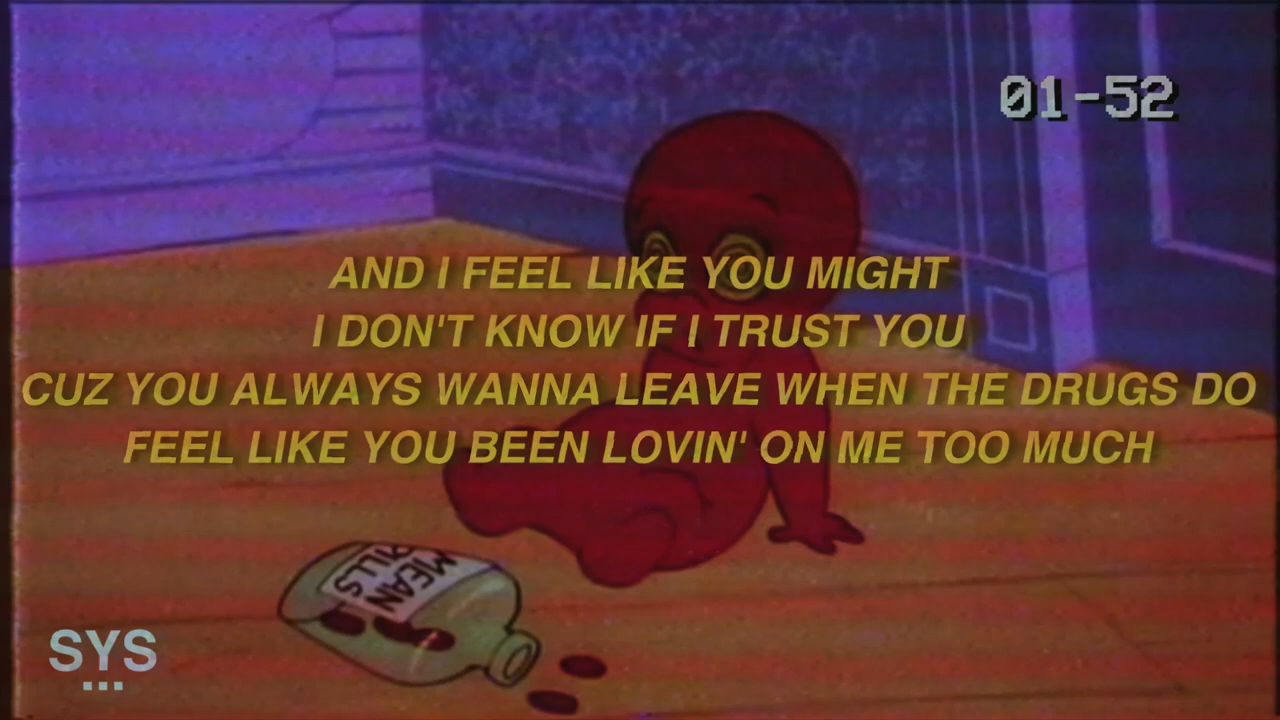 01-52
AND I FEEL LIKE YOU MIGHT
I DON'T KNOW IF I TRUST YOU
CUZ YOU ALWAYS WANNA LEAVE WHEN THE DRUGS DO
FEEL LIKE YOU BEEN LOVIN' ON ME TOO MUCH
MEAN
PILLS
SYS
...